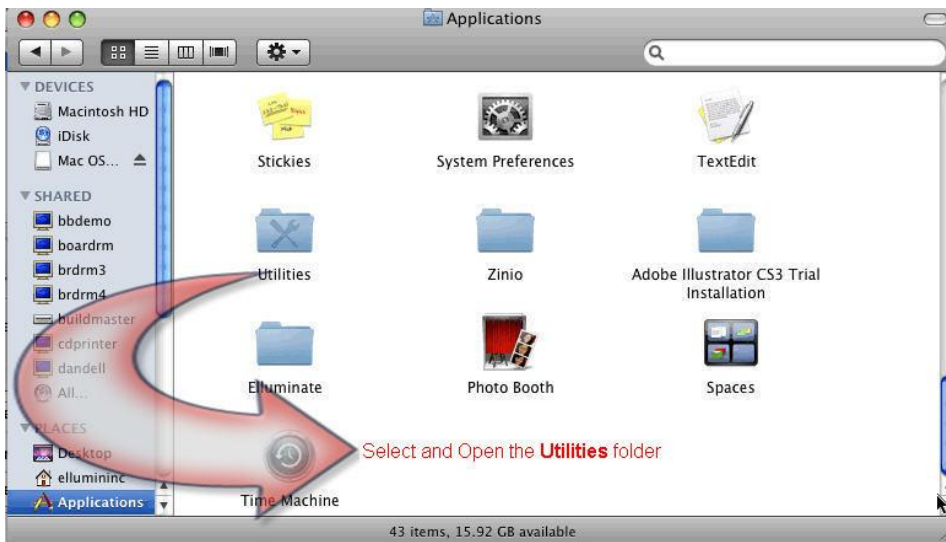 Applications
DEVICES
Macintosh HD
iDisk
Mac OS...
SHARED
bbdemo
boardrm
brdrm3
brdrm4
buildmaster
cdprinter
dandell
All...
PLACES
Desktop
ellumininc
Applications
Stickies
System Preferences
TextEdit
Utilities
Zinio
Adobe Illustrator CS3 Trial
Installation
Elluminate
Photo Booth
Spaces
Select and Open the Utilities folder
Time Machine
43 items, 15.92 GB available